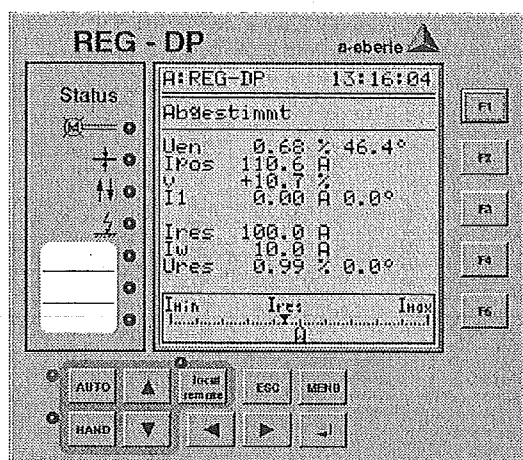 REG - DP
a-eberle
Status
A:REG-DP 13:16:04
Abgestimmt
Uen 0.68 % 46.4°
Ipos 110.6 A
v +10.7 %
I1 0.00 A 0.0°
Ires 100.0 A
Iw 10.0 A
Ures 0.99 % 0.0°
Imin Ires Imax
A
M
F1
F2
F3
F4
F5
AUTO
local
remote
ESC
MENU
HAND